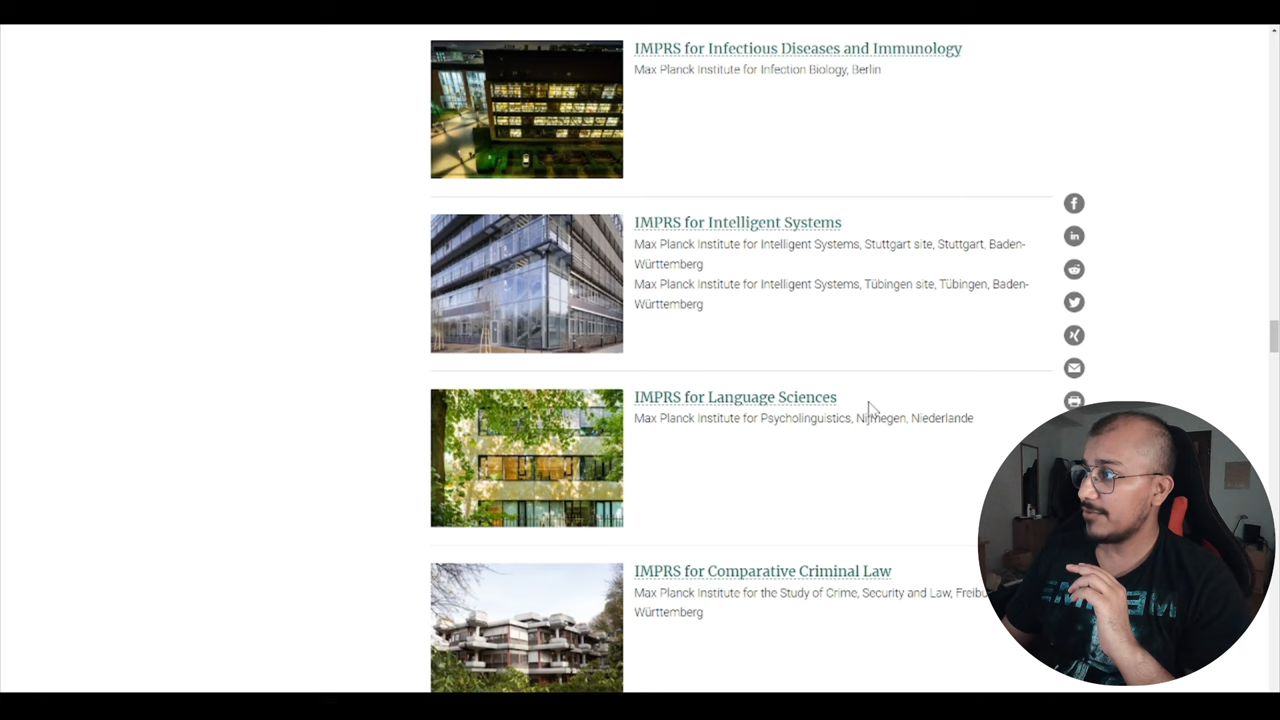 IMPRS for Infectious Diseases and Immunology
Max Planck Institute for Infection Biology, Berlin
IMPRS for Intelligent Systems
Max Planck Institute for Intelligent Systems, Stuttgart site, Stuttgart, Baden-
Württemberg
Max Planck Institute for Intelligent Systems, Tübingen site, Tübingen, Baden-
Württemberg
IMPRS for Language Sciences
Max Planck Institute for Psycholinguistics, Nijmegen, Niederlande
IMPRS for Comparative Criminal Law
Max Planck Institute for the Study of Crime, Security and Law,
Württemberg
EMINEM